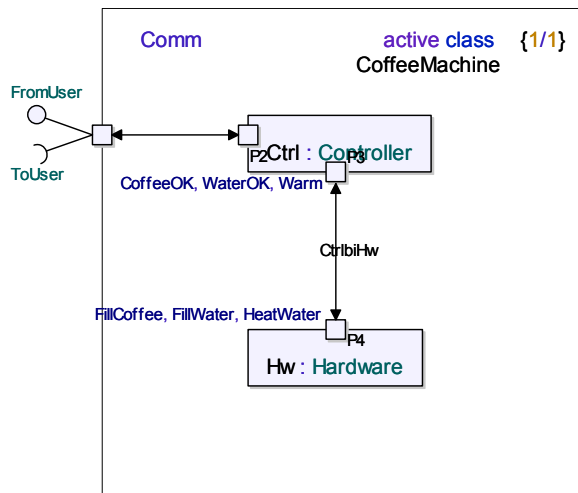 Comm
active class {1/1}
CoffeeMachine
FromUser
ToUser
P2
Ctrl : Controller
P3
CoffeeOK, WaterOK, Warm
CtrlbiHw
FillCoffee, FillWater, HeatWater
P4
Hw : Hardware